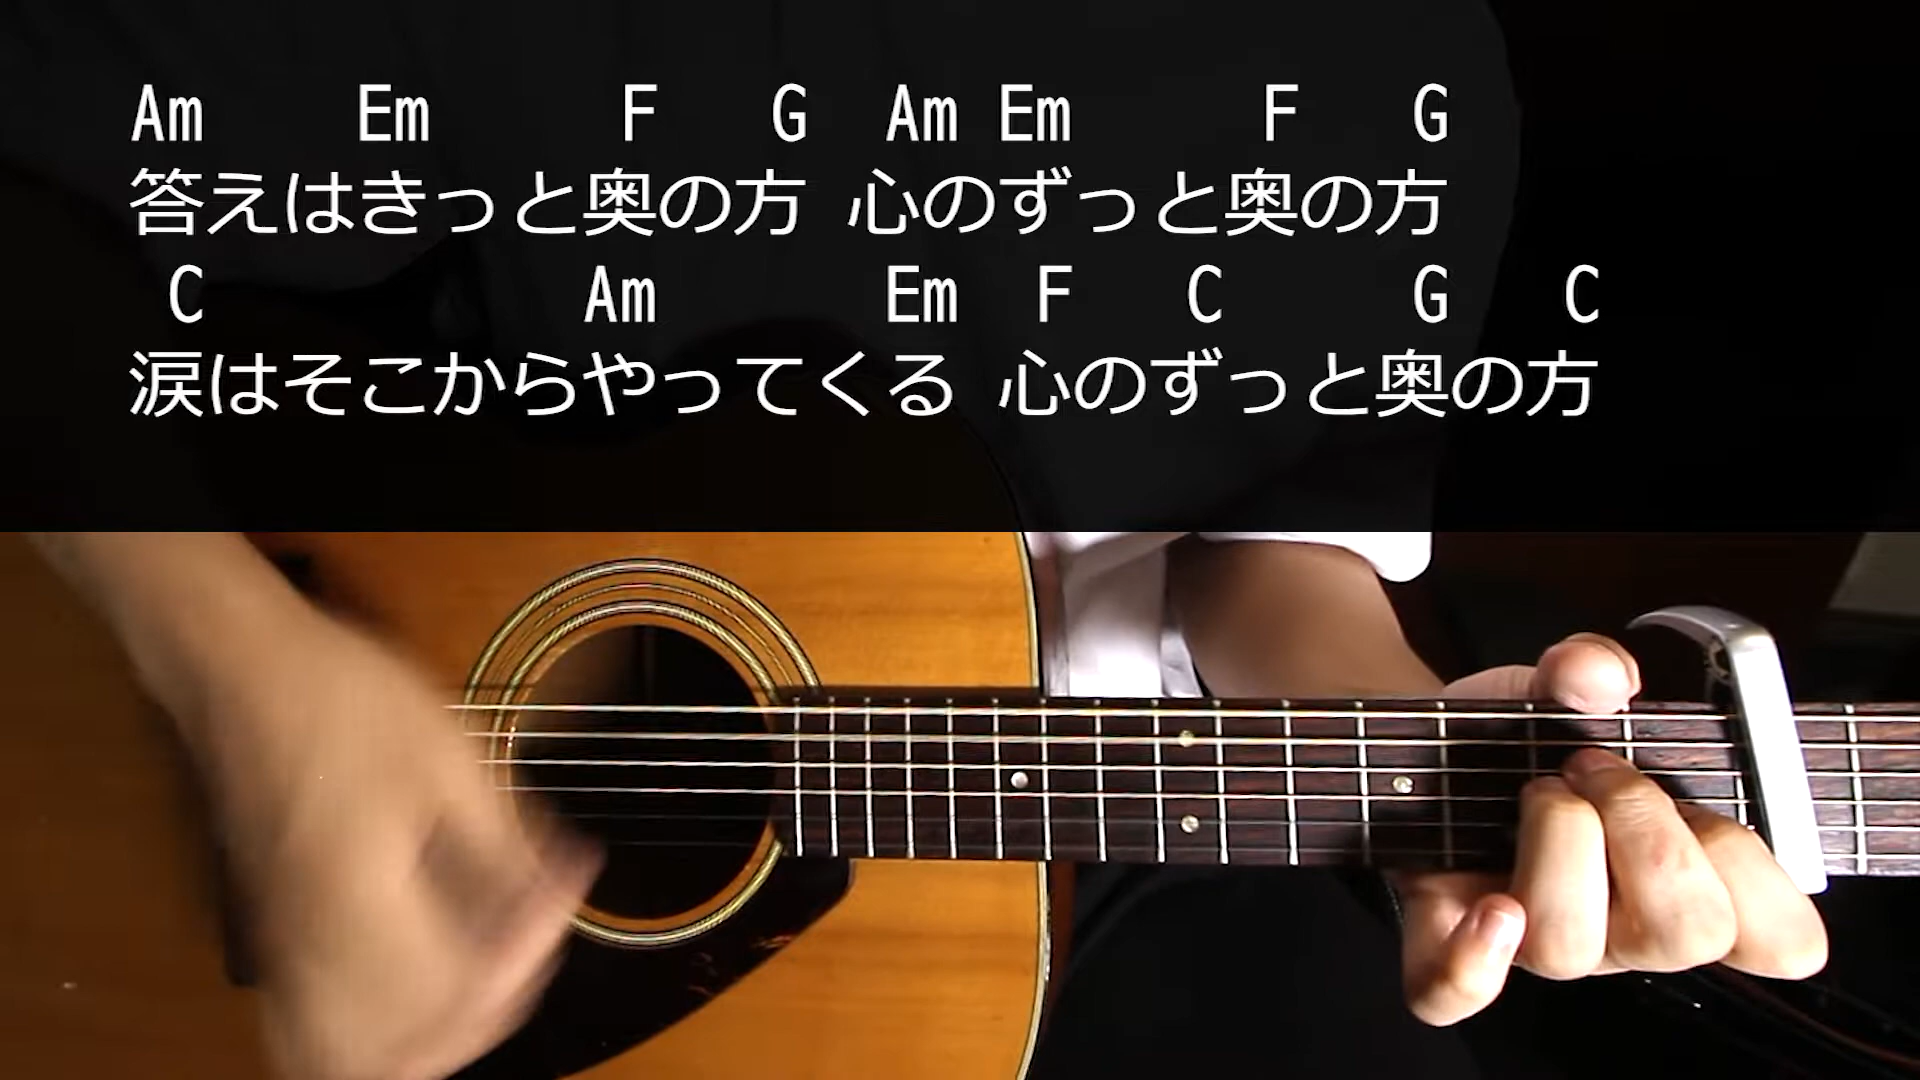 Am Em F G Am Em F G
答えはきっと奥の方 心のずっと奥の方
C Am Em F C G C
涙はそこからやってくる 心のずっと奥の方